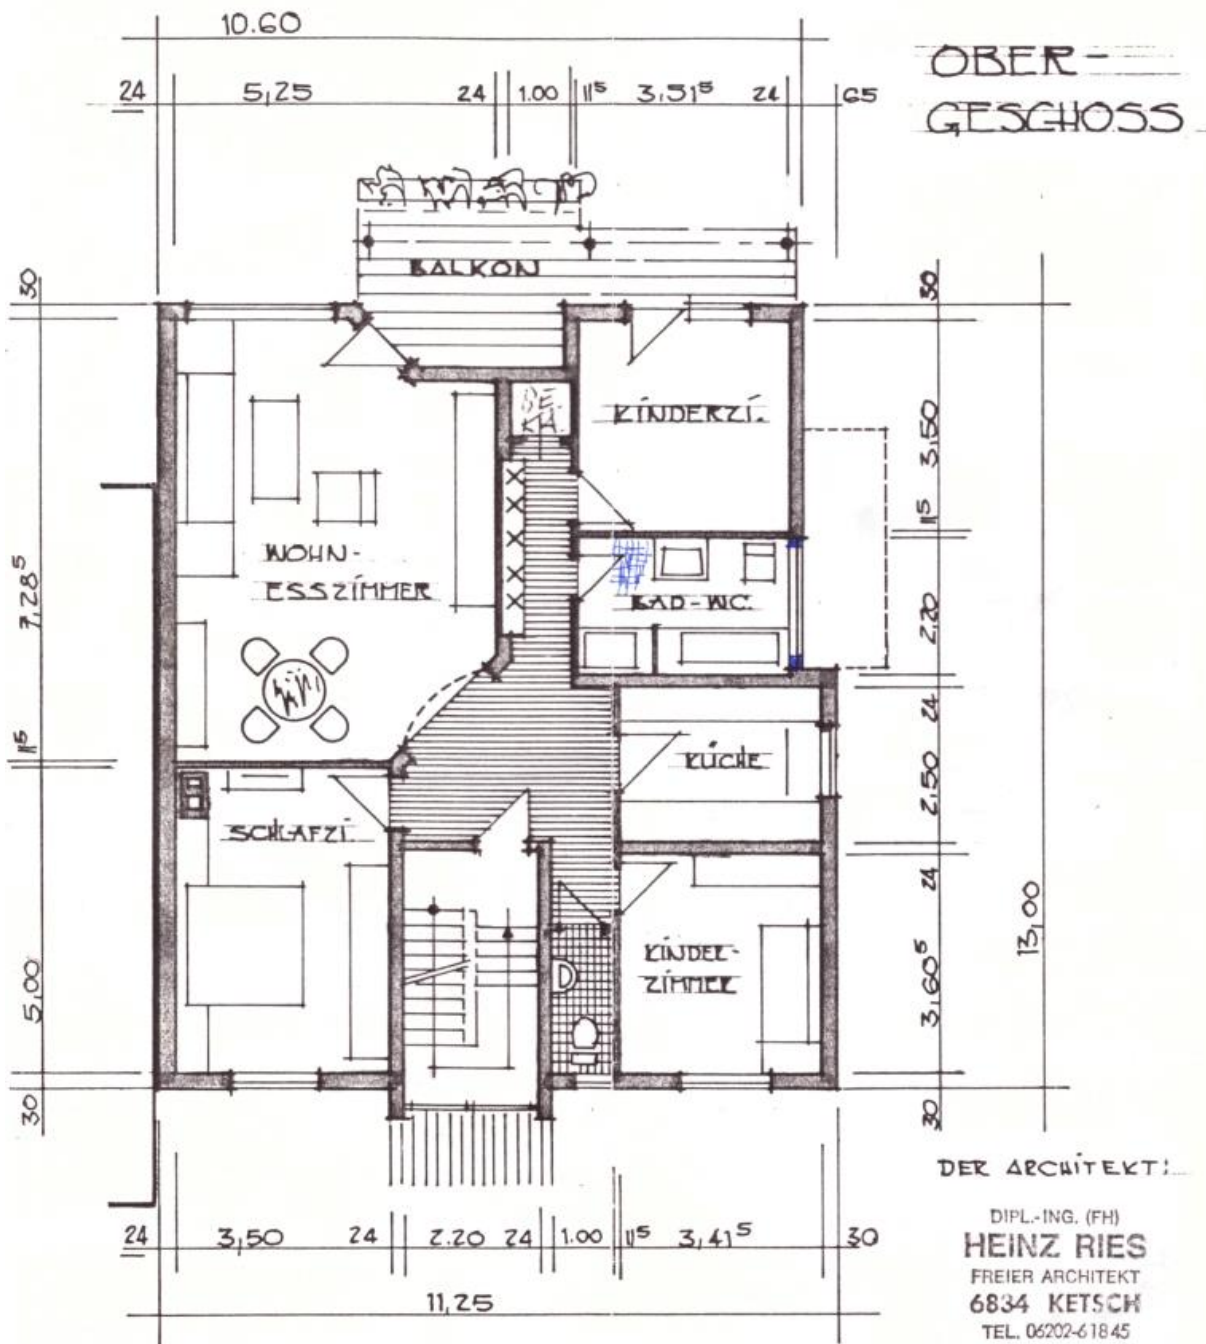 10.60
OBER-
24 5,25 24 1.00 11⁵ 3.51⁵ 24 65
GESCHOSS
BALKON
30
30
BE-
KA.
KINDERZI.
3,50
11⁵
WOHN-
ESSZIMMER
7,28⁵
BAD-WC.
2,20
24
11⁵
KÜCHE
2,50
SCHLAFZI.
24
KINDER-
ZIMMER
13,00
5,00
3,60⁵
30
30
DER ARCHITEKT:
DIPL.-ING. (FH)
24 3,50 24 2.20 24 1.00 11⁵ 3,41⁵ 30
HEINZ RIES
FREIER ARCHITEKT
11,25
6834 KETSCH
TEL. 06202-61845